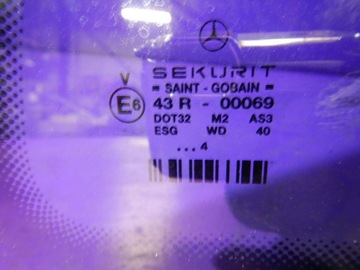 SEKURIT
= SAINT - GOBAIN =
V
E6
43 R - 00069
DOT32 M2 AS3
ESG WD 40
...4